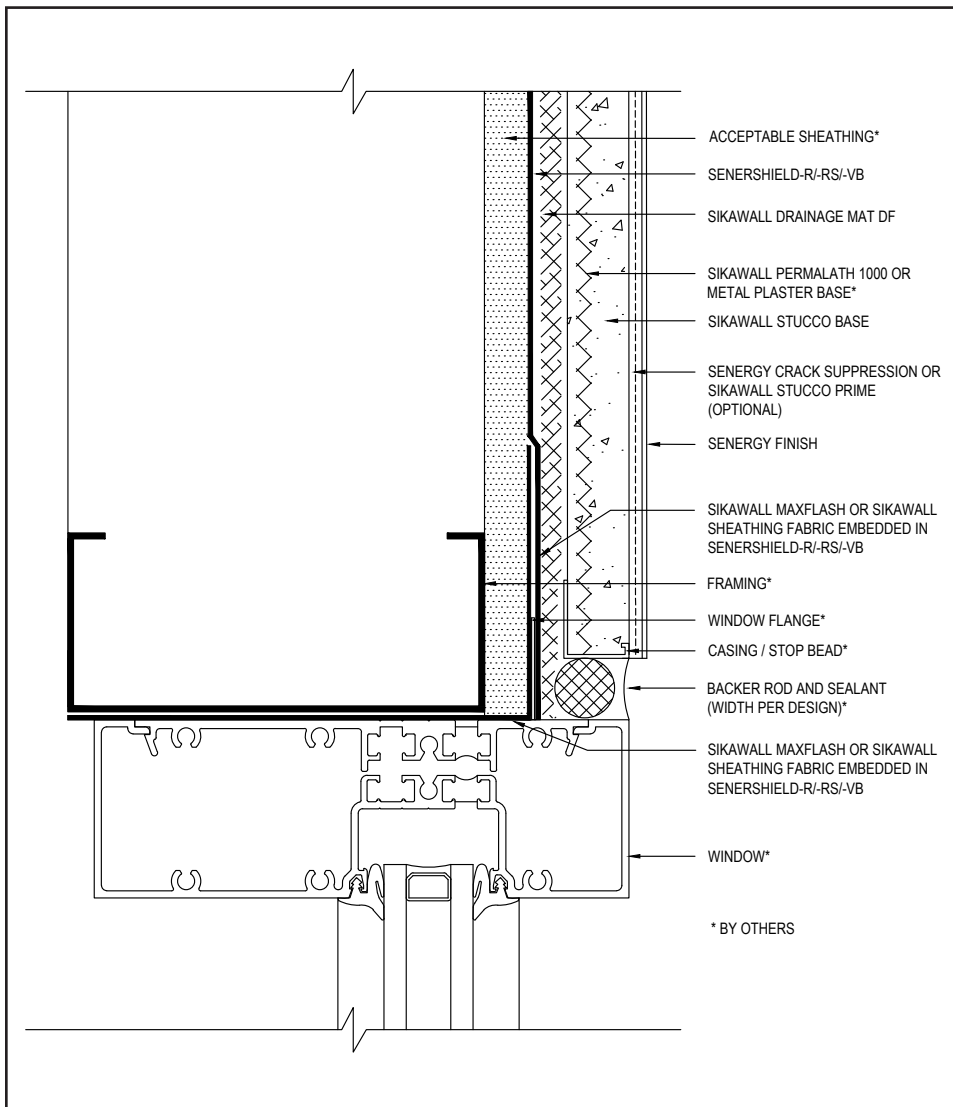 ACCEPTABLE SHEATHING*
SENERSHIELD-R/-RS/-VB
SIKAWALL DRAINAGE MAT DF
SIKAWALL PERMALATH 1000 OR
METAL PLASTER BASE*
SIKAWALL STUCCO BASE
SENERGY CRACK SUPPRESSION OR
SIKAWALL STUCCO PRIME
(OPTIONAL)
SENERGY FINISH
SIKAWALL MAXFLASH OR SIKAWALL
SHEATHING FABRIC EMBEDDED IN
SENERSHIELD-R/-RS/-VB
FRAMING*
WINDOW FLANGE*
CASING / STOP BEAD*
BACKER ROD AND SEALANT
(WIDTH PER DESIGN)*
SIKAWALL MAXFLASH OR SIKAWALL
SHEATHING FABRIC EMBEDDED IN
SENERSHIELD-R/-RS/-VB
WINDOW*
* BY OTHERS